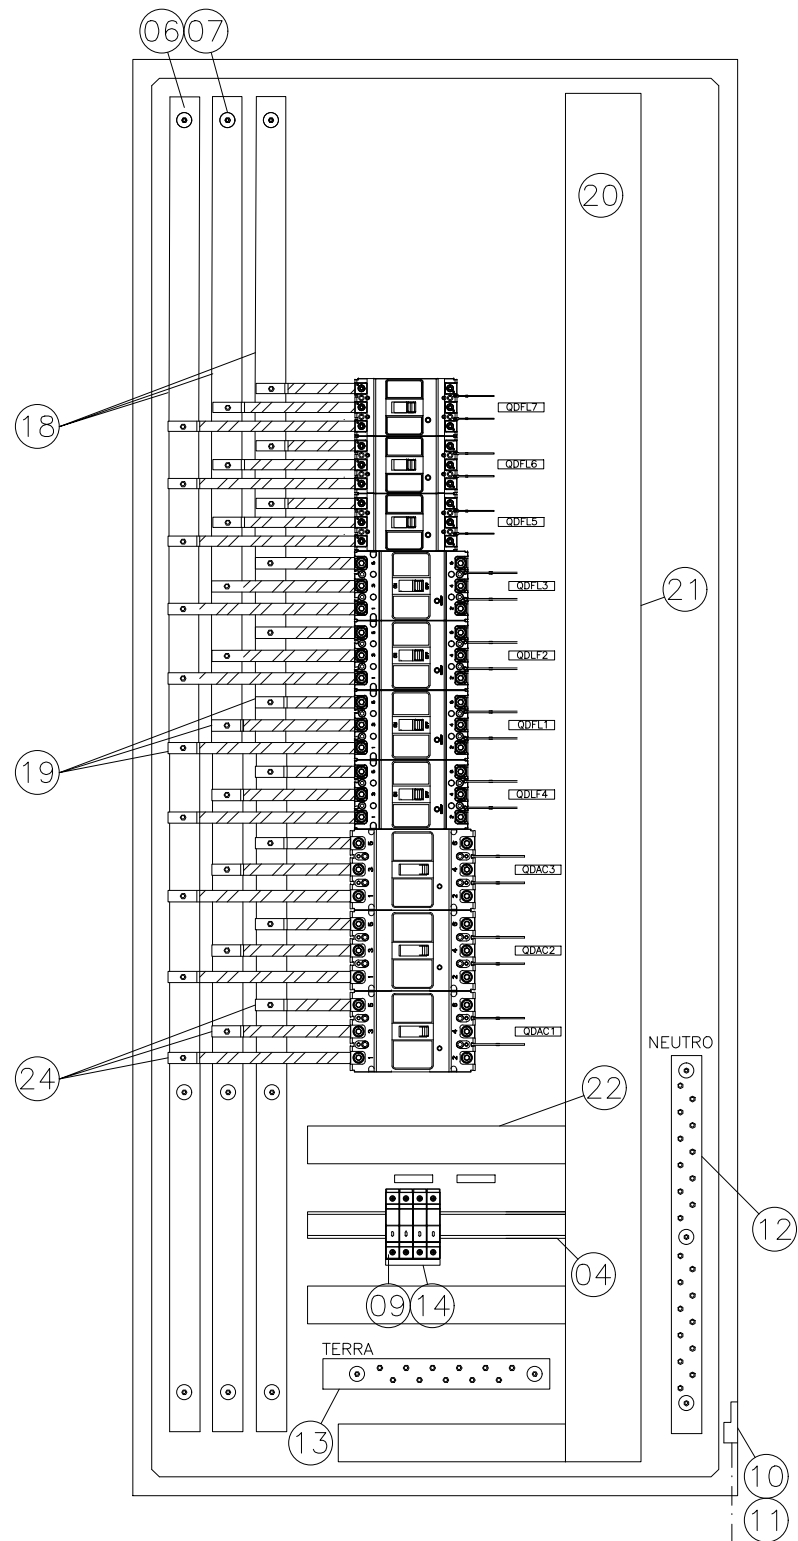 06 07
20
18
QDFL7
QDFL6
QDFL5
QDFL3
21
QDLF2
QDFL1
19
QDLF4
QDAC3
QDAC2
QDAC1
NEUTRO
24
22
12
04
09 14
TERRA
13
10
11